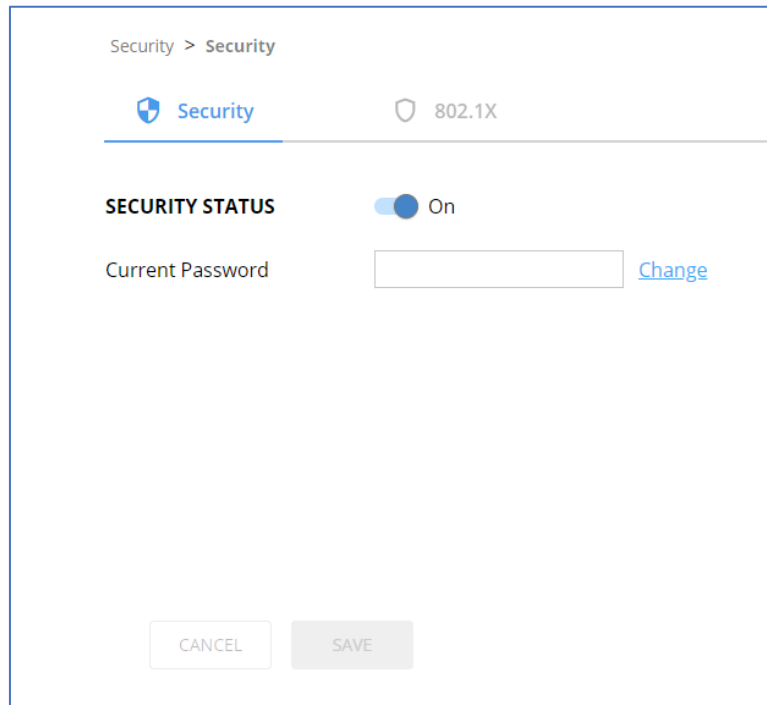 Security > Security
Security 802.1X
SECURITY STATUS On
Current Password Change
CANCEL SAVE